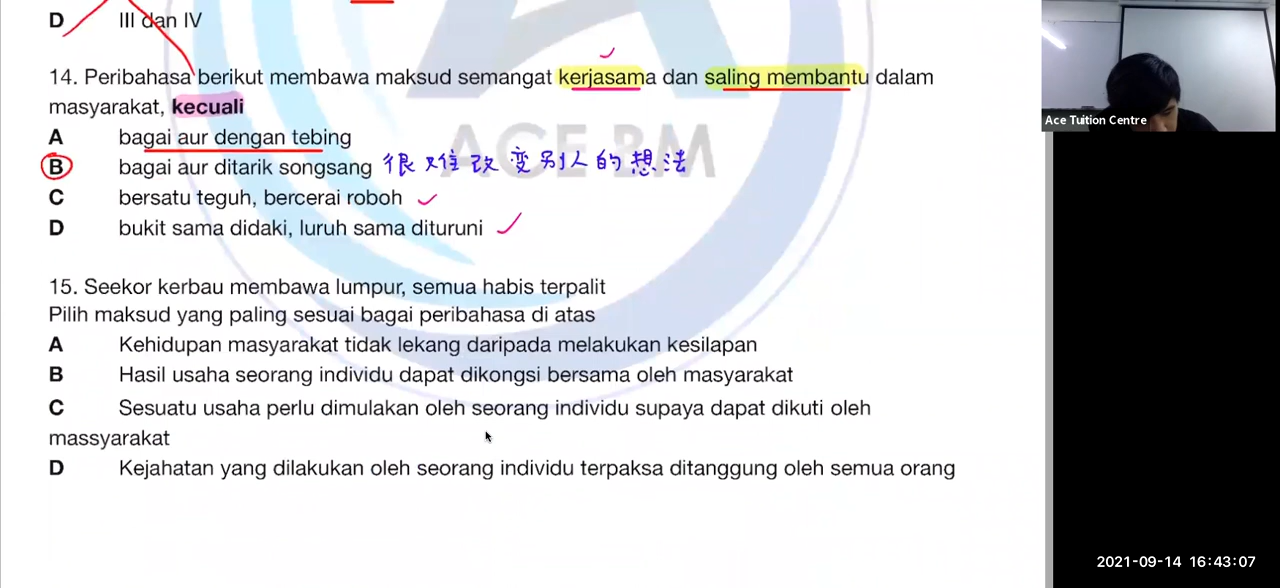 D III dan IV
14. Peribahasa berikut membawa maksud semangat kerjasama dan saling membantu dalam
masyarakat, kecuali
A bagai aur dengan tebing
B bagai aur ditarik songsang 很难改变别人的想法
C bersatu teguh, bercerai roboh
D bukit sama didaki, luruh sama dituruni
15. Seekor kerbau membawa lumpur, semua habis terpalit
Pilih maksud yang paling sesuai bagai peribahasa di atas
A Kehidupan masyarakat tidak lekang daripada melakukan kesilapan
B Hasil usaha seorang individu dapat dikongsi bersama oleh masyarakat
C Sesuatu usaha perlu dimulakan oleh seorang individu supaya dapat dikuti oleh
massyarakat
D Kejahatan yang dilakukan oleh seorang individu terpaksa ditanggung oleh semua orang
ACE BM
Ace Tuition Centre
2021-09-14 16:43:07